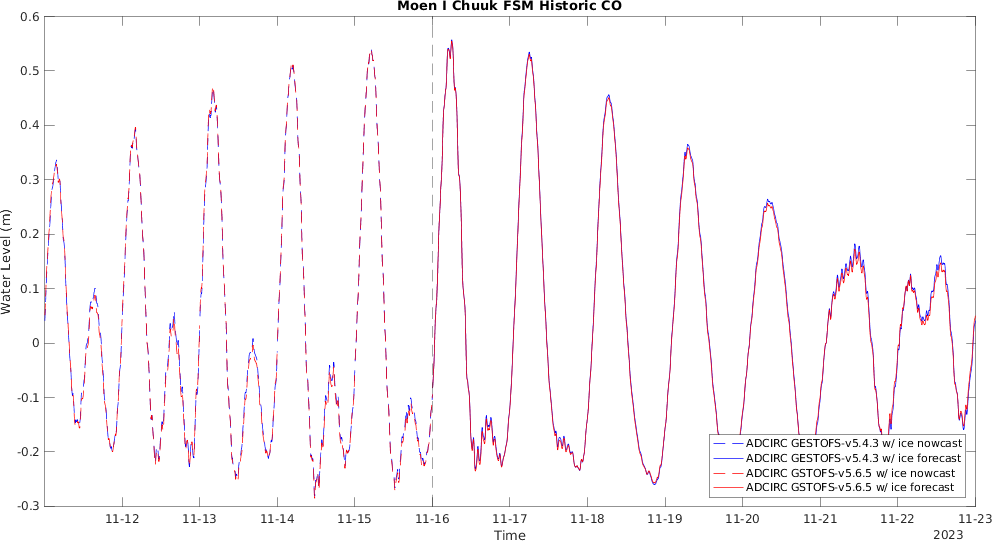 Moen I Chuuk FSM Historic CO
0.6
0.5
0.4
0.3
0.2
0.1
0
-0.1
-0.2
-0.3
Water Level (m)
ADCIRC GESTOFS-v5.4.3 w/ ice nowcast
ADCIRC GESTOFS-v5.4.3 w/ ice forecast
ADCIRC GSTOFS-v5.6.5 w/ ice nowcast
ADCIRC GSTOFS-v5.6.5 w/ ice forecast
11-12 11-13 11-14 11-15 11-16 11-17 11-18 11-19 11-20 11-21 11-22 11-23
Time
2023